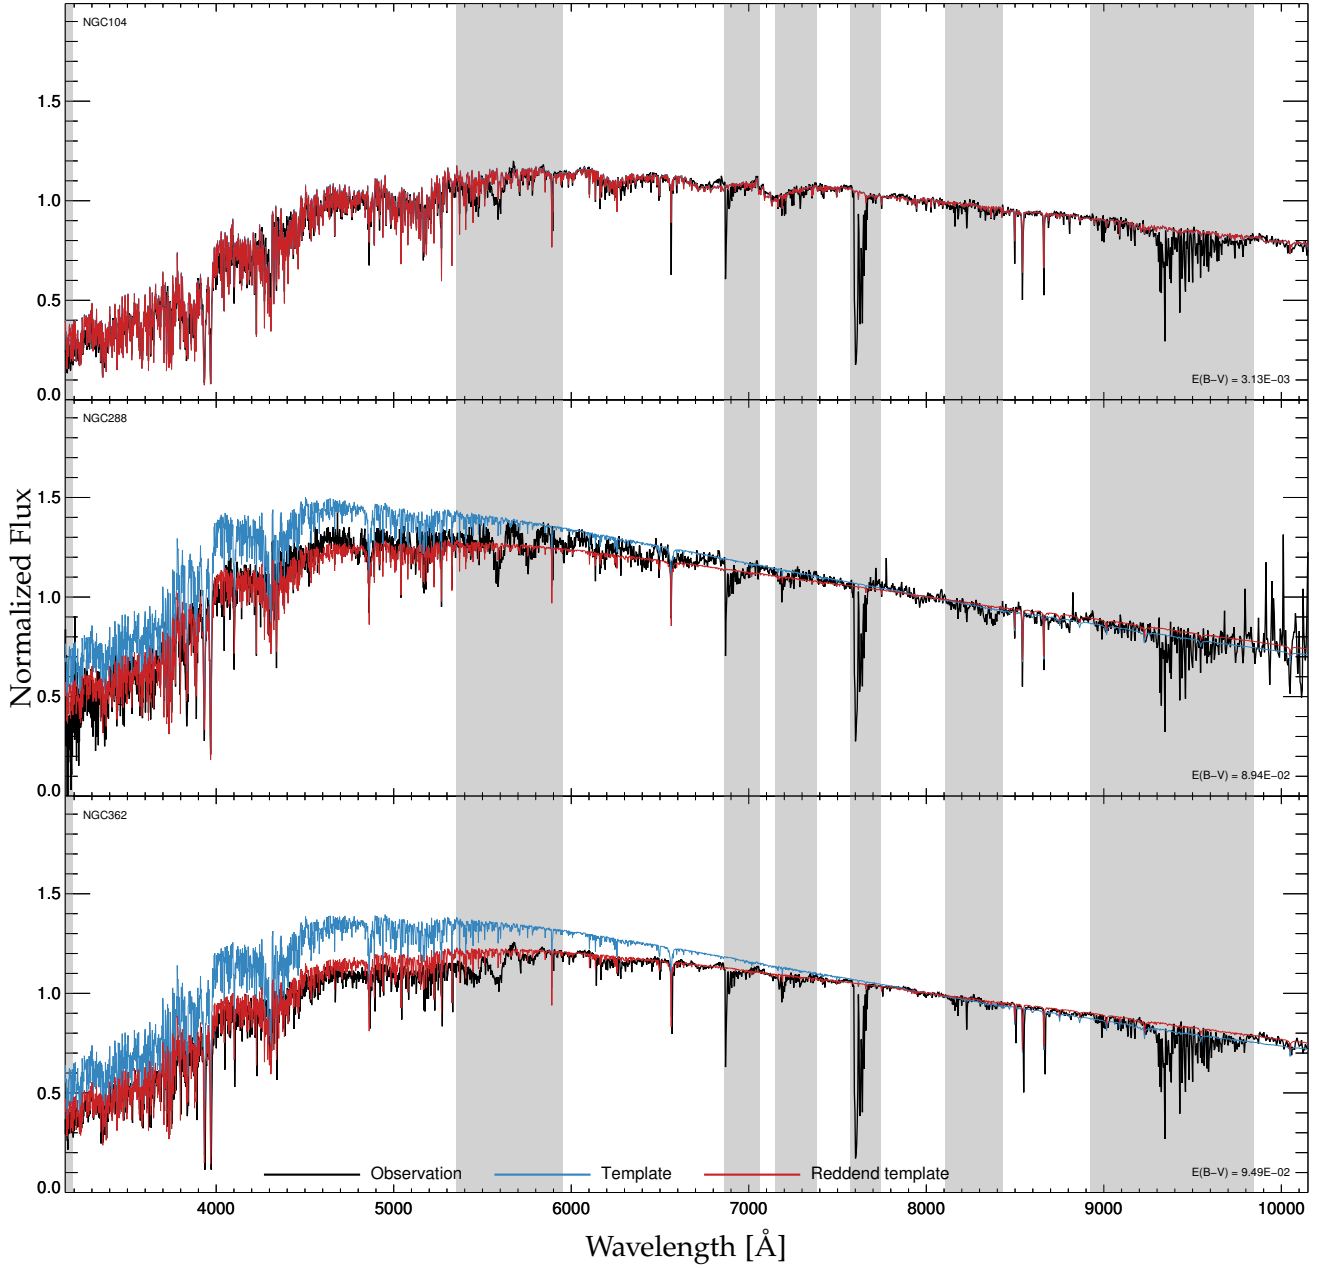 NGC104
1.5
1.0
0.5
0.0
E(B−V) = 3.13E−03
NGC288
1.5
1.0
0.5
0.0
E(B−V) = 8.94E−02
NGC362
1.5
1.0
0.5
0.0
E(B−V) = 9.49E−02
Observation
Template
Reddend template
Normalized Flux
4000 5000 6000 7000 8000 9000 10000
Wavelength [Å]